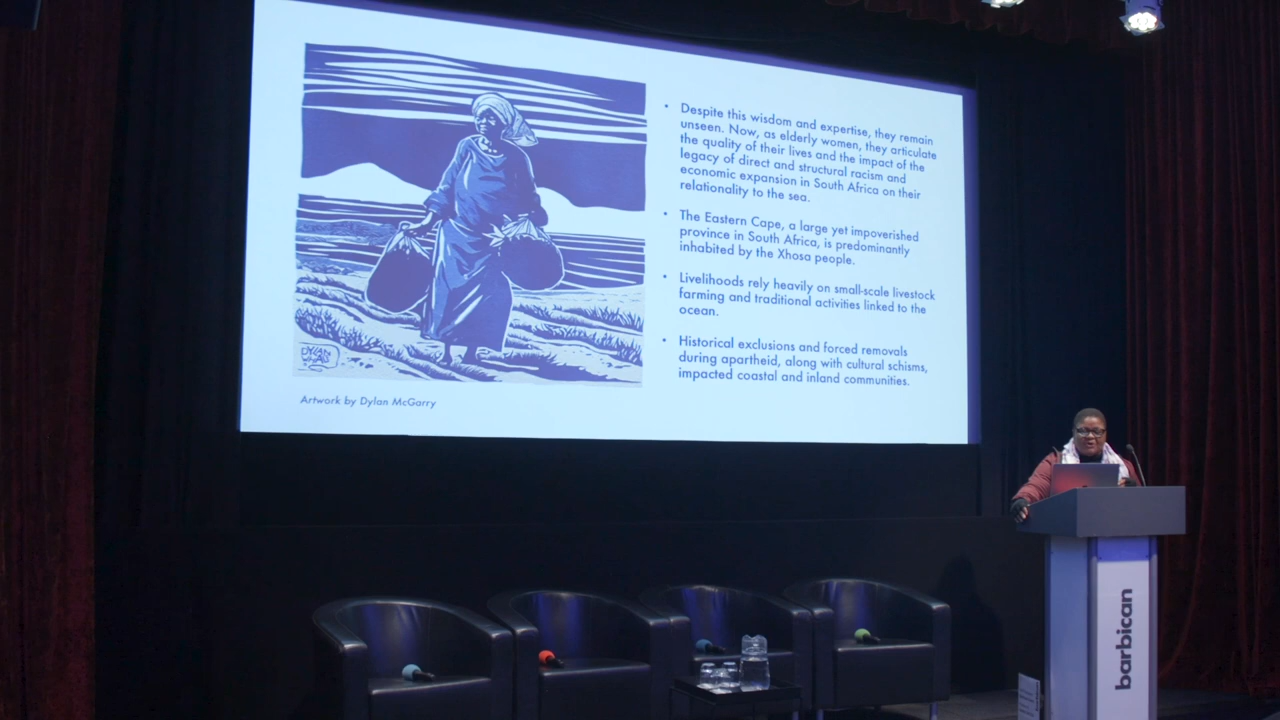 • Despite this wisdom and expertise, they remain
unseen. Now, as elderly women, they articulate
the quality of their lives and the impact of the
legacy of direct and structural racism and
economic expansion in South Africa on their
relationality to the sea.
• The Eastern Cape, a large yet impoverished
province in South Africa, is predominantly
inhabited by the Xhosa people.
• Livelihoods rely heavily on small-scale livestock
farming and traditional activities linked to the
ocean.
• Historical exclusions and forced removals
during apartheid, along with cultural schisms,
impacted coastal and inland communities.
DYLAN
Artwork by Dylan McGarry
barbican